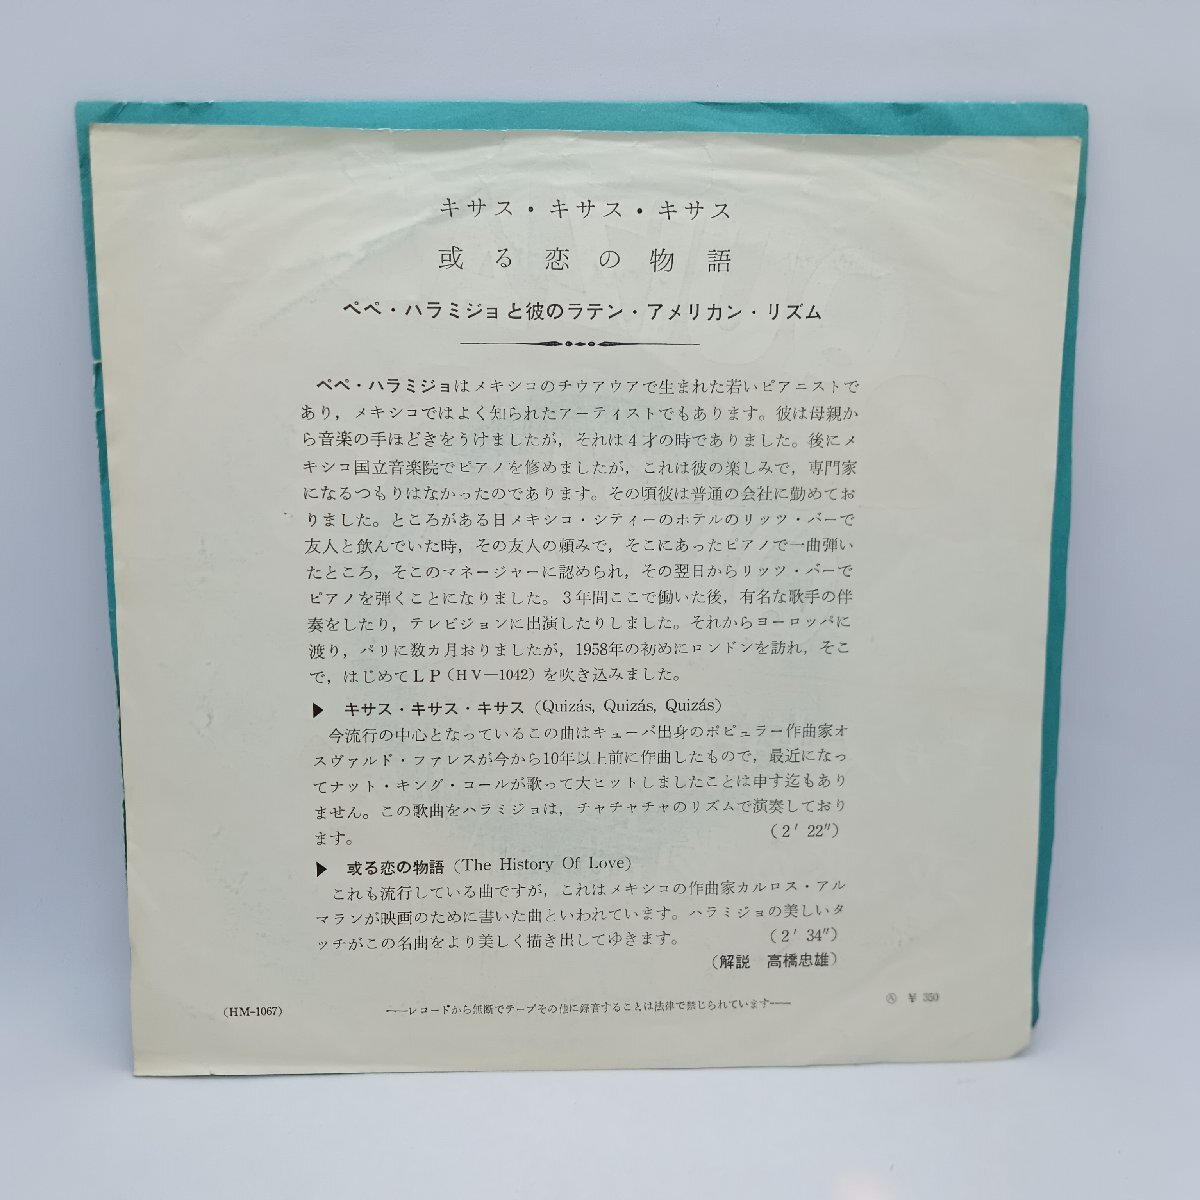 キサス・キサス・キサス
或る恋の物語
ペペ・ハラミジョと彼のラテン・アメリカン・リズム
ペペ・ハラミジョはメキシコのチウアウアで生まれた若いピアニストで
あり，メキシコではよく知られたアーティストでもあります。彼は母親か
ら音楽の手ほどきをうけましたが，それは４才の時でありました。後にメ
キシコ国立音楽院でピアノを修めましたが，これは彼の楽しみで，専門家
になるつもりはなかったのであります。その頃彼は普通の会社に勤めてお
りました。ところがある日メキシコ・シティーのホテルのリッツ・バーで
友人と飲んでいた時，その友人の頼みで，そこにあったピアノで一曲弾い
たところ，そこのマネージャーに認められ，その翌日からリッツ・バーで
ピアノを弾くことになりました。３年間ここで働いた後，有名な歌手の伴
奏をしたり，テレビジョンに出演したりしました。それからヨーロッパに
渡り，パリに数カ月おりましたが，1958年の初めにロンドンを訪れ，そこ
で，はじめてＬＰ（ＨＶ―1042）を吹き込みました。
▶ キサス・キサス・キサス（Quizás, Quizás, Quizás）
今流行の中心となっているこの曲はキューバ出身のポピュラー作曲家オ
スヴァルド・ファレスが今から10年以上前に作曲したもので，最近になっ
てナット・キング・コールが歌って大ヒットしましたことは申す迄もあり
ません。この歌曲をハラミジョは，チャチャチャのリズムで演奏しており
ます。 （2′22″）
▶ 或る恋の物語（The History Of Love）
これも流行している曲ですが，これはメキシコの作曲家カルロス・アル
マランが映画のために書いた曲といわれています。ハラミジョの美しいタ
ッチがこの名曲をより美しく描き出してゆきます。 （2′34″）
（解説 高橋忠雄）
（HM-1067） ――レコードから無断でテープその他に録音することは法律で禁じられています―― Ⓐ ￥350